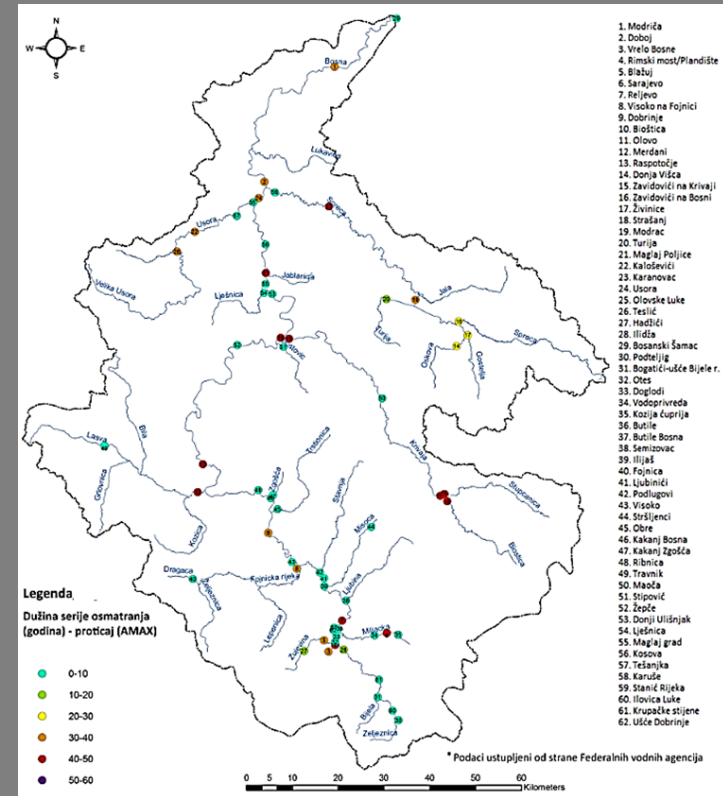 N
W E
S
Bosna
Lukavica
Usora
Spreča
Velika Usora
Jablanica
Lješnica
Jala
Turija
Oskova
Gostelja
Spreča
Krivaja
Stupčanica
Bioštica
Bila
Lašva
Grlovnica
Kozica
Zgošća
Trstionica
Stavnja
Misoča
Ljubina
Dragača
Željeznica
Fojnicka rijeka
Lepenica
Zujevina
Miljacka
Bijela
Željeznica
1. Modriča
2. Doboj
3. Vrelo Bosne
4. Rimski most/Plandište
5. Blažuj
6. Sarajevo
7. Reljevo
8. Visoko na Fojnici
9. Dobrinje
10. Bioštica
11. Olovo
12. Merdani
13. Raspotočje
14. Donja Višca
15. Zavidovići na Krivaji
16. Zavidovići na Bosni
17. Živinice
18. Strašanj
19. Modrac
20. Turija
21. Maglaj Poljice
22. Kaloševići
23. Karanovac
24. Usora
25. Olovske Luke
26. Teslić
27. Hadžići
28. Ilidža
29. Bosanski Šamac
30. Podteljig
31. Bogatići-ušće Bijele r.
32. Otes
33. Doglodi
34. Vodoprivreda
35. Kozija ćuprija
36. Butile
37. Butile Bosna
38. Semizovac
39. Ilijaš
40. Fojnica
41. Ljubinići
42. Podlugovi
43. Visoko
44. Stršljenci
45. Obre
46. Kakanj Bosna
47. Kakanj Zgošća
48. Ribnica
49. Travnik
50. Maoča
51. Stipović
52. Žepče
53. Donji Ulišnjak
54. Lješnica
55. Maglaj grad
56. Kosova
57. Tešanjka
58. Karuše
59. Stanić Rijeka
60. Ilovica Luke
61. Krupačke stijene
62. Ušće Dobrinje
Legenda
Dužina serije osmatranja
(godina) - proticaj (AMAX)
0-10
10-20
20-30
30-40
40-50
50-60
* Podaci ustupljeni od strane Federalnih vodnih agencija
0 5 10 20 30 40 50 60
Kilometers